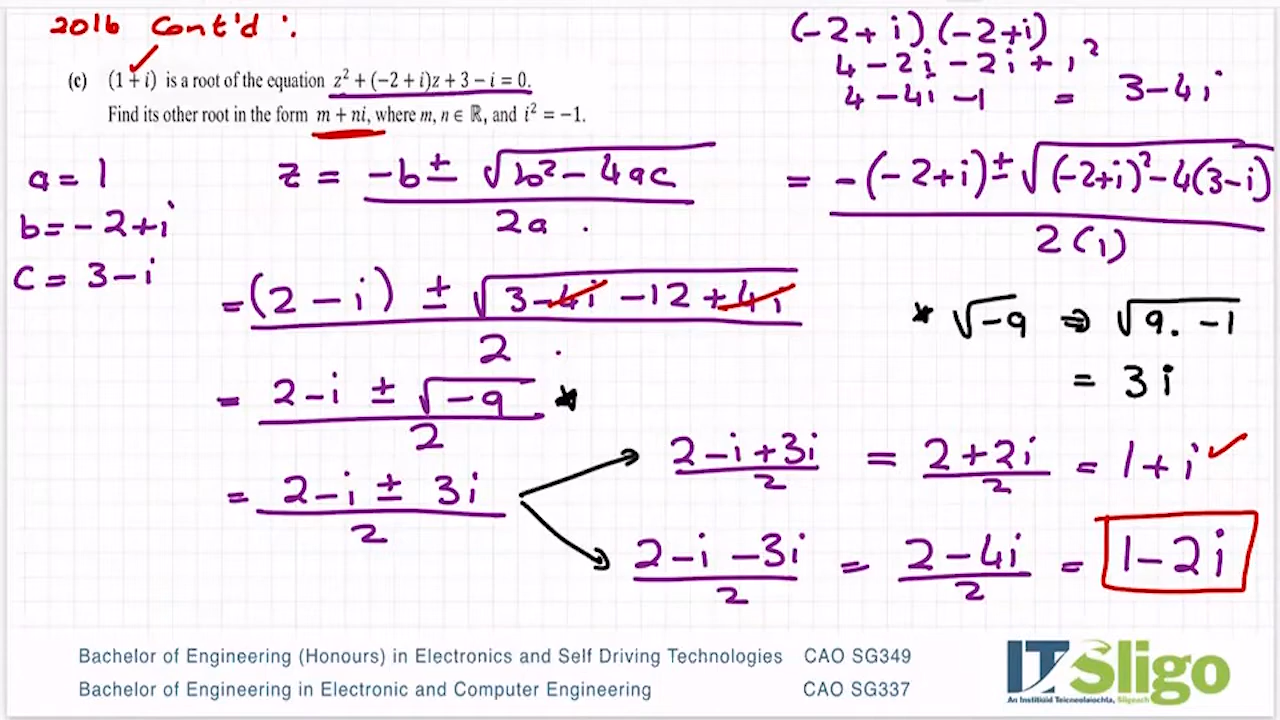 2016 Cont'd :
(c) (1 + i) is a root of the equation z² + (−2 + i)z + 3 − i = 0.
Find its other root in the form m + ni, where m, n ∈ ℝ, and i² = −1.
(-2+i)(-2+i)
4-2i-2i+i²
4-4i-1 = 3-4i
a = 1
b = -2+i
c = 3-i
z = (-b ± √(b²-4ac))/2a .
= (-(-2+i) ± √((-2+i)²-4(3-i)))/2(1)
= ((2-i) ± √(3-4i-12+4i))/2 .
* √-9 ⇒ √(9.-1)
= 3i
= (2-i ± √-9)/2 *
= (2-i ± 3i)/2
(2-i+3i)/2 = (2+2i)/2 = 1+i ✓
(2-i-3i)/2 = (2-4i)/2 = 1-2i
Bachelor of Engineering (Honours) in Electronics and Self Driving Technologies CAO SG349
Bachelor of Engineering in Electronic and Computer Engineering CAO SG337
IT Sligo
An Institiúid Teicneolaíochta, Sligeach